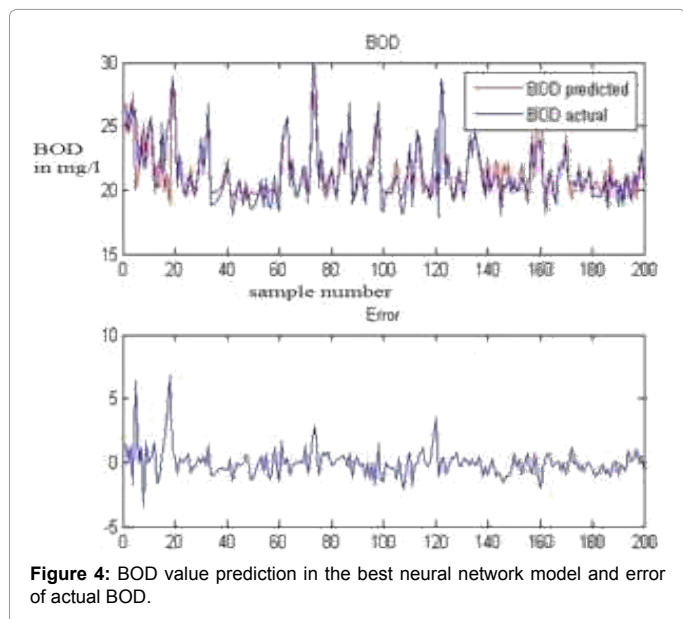 BOD
30
25
20
15
BOD
in mg/l
BOD predicted
BOD actual
0 20 40 60 80 100 120 140 160 180 200
sample number
Error
10
5
0
-5
0 20 40 60 80 100 120 140 160 180 200
Figure 4: BOD value prediction in the best neural network model and error
of actual BOD.